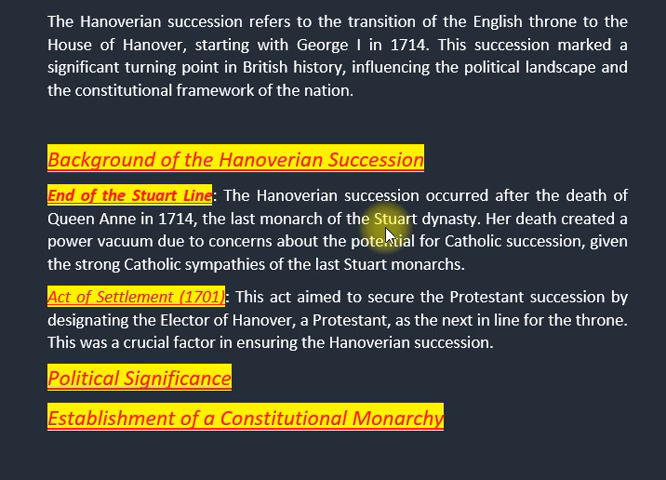 The Hanoverian succession refers to the transition of the English throne to the
House of Hanover, starting with George I in 1714. This succession marked a
significant turning point in British history, influencing the political landscape and
the constitutional framework of the nation.
Background of the Hanoverian Succession
End of the Stuart Line: The Hanoverian succession occurred after the death of
Queen Anne in 1714, the last monarch of the Stuart dynasty. Her death created a
power vacuum due to concerns about the potential for Catholic succession, given
the strong Catholic sympathies of the last Stuart monarchs.
Act of Settlement (1701): This act aimed to secure the Protestant succession by
designating the Elector of Hanover, a Protestant, as the next in line for the throne.
This was a crucial factor in ensuring the Hanoverian succession.
Political Significance
Establishment of a Constitutional Monarchy